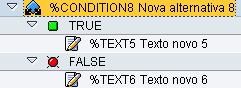 %CONDITION8 Nova alternativa 8
TRUE
%TEXT5 Texto novo 5
FALSE
%TEXT6 Texto novo 6